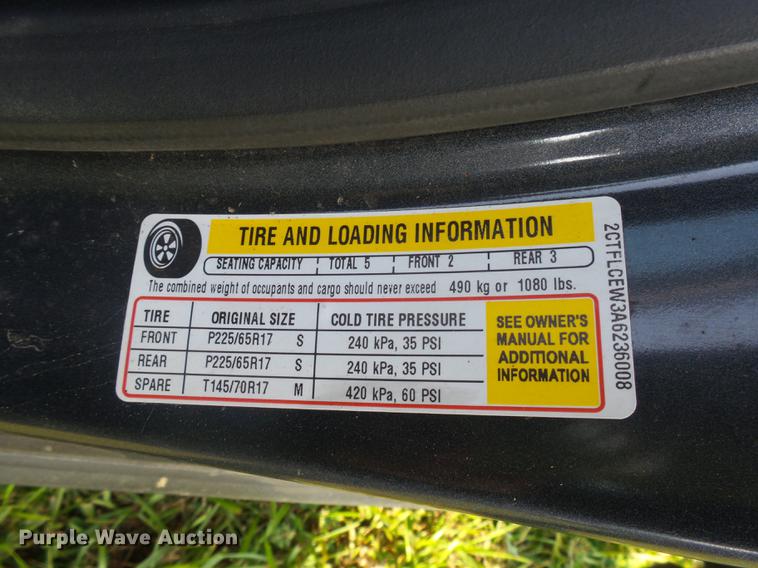 TIRE AND LOADING INFORMATION
SEATING CAPACITY TOTAL 5 FRONT 2 REAR 3
The combined weight of occupants and cargo should never exceed 490 kg or 1080 lbs.
TIRE ORIGINAL SIZE COLD TIRE PRESSURE
FRONT P225/65R17 S 240 kPa, 35 PSI
REAR P225/65R17 S 240 kPa, 35 PSI
SPARE T145/70R17 M 420 kPa, 60 PSI
SEE OWNER'S
MANUAL FOR
ADDITIONAL
INFORMATION
2CTFLCEW3A6236008
Purple Wave Auction